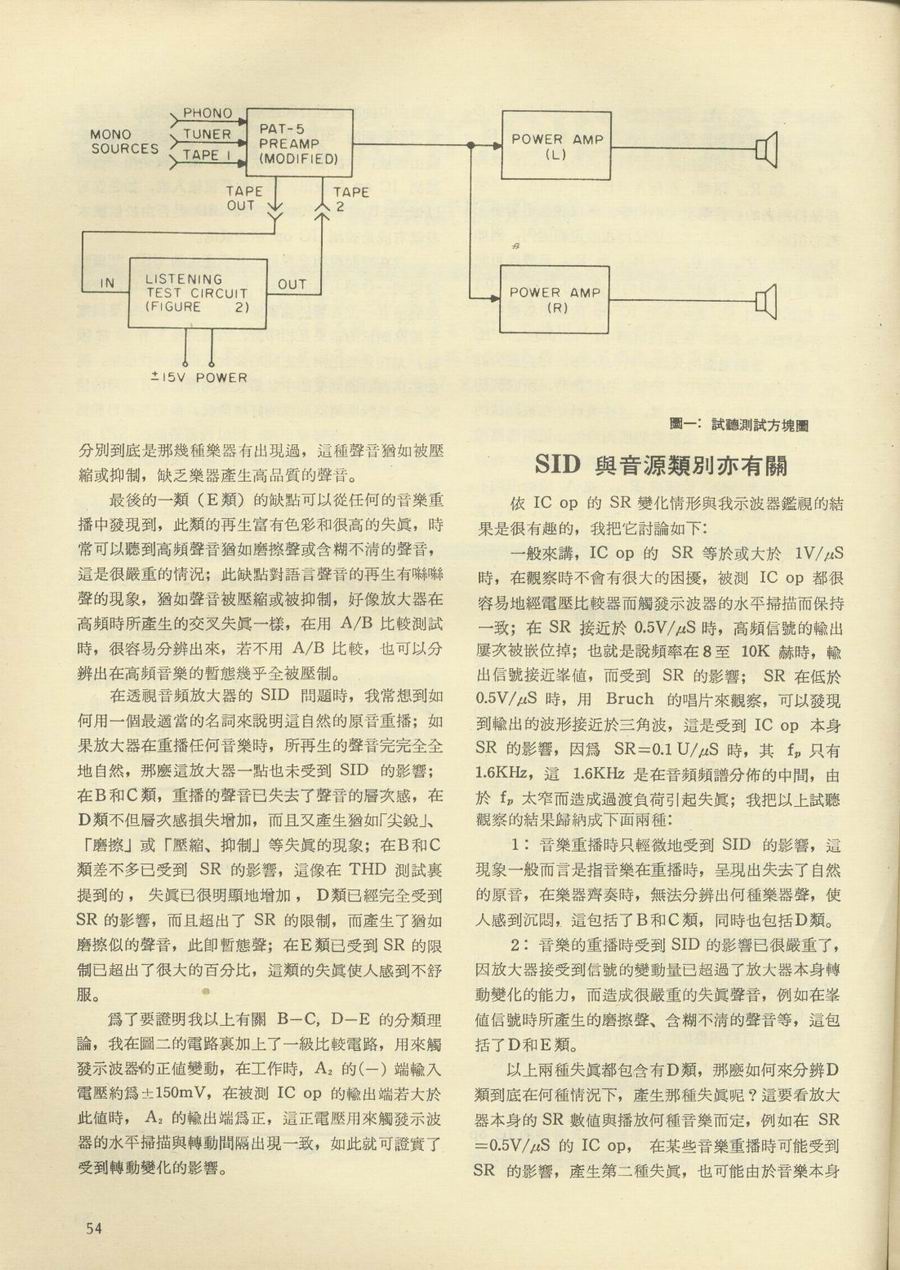 PHONO
MONO
SOURCES
TUNER
TAPE 1
PAT-5
PREAMP
(MODIFIED)
POWER AMP
(L)
TAPE
OUT
TAPE
2
IN
LISTENING
TEST CIRCUIT
(FIGURE 2)
OUT
POWER AMP
(R)
±15V POWER
圖一：試聽測試方塊圖
分別到底是那幾種樂器有出現過，這種聲音猶如被壓
縮或抑制，缺乏樂器產生高品質的聲音。
最後的一類 (E類) 的缺點可以從任何的音樂重
播中發現到，此類的再生富有色彩和很高的失眞，時
常可以聽到高頻聲音猶如磨擦聲或含糊不清的聲音，
這是很嚴重的情況；此缺點對語言聲音的再生有嘶嘶
聲的現象，猶如聲音被壓縮或被抑制，好像放大器在
高頻時所產生的交叉失眞一樣，在用 A/B 比較測試
時，很容易分辨出來，若不用 A/B 比較，也可以分
辨出在高頻音樂的暫態幾乎全被壓制。
在透視音頻放大器的 SID 問題時，我常想到如
何用一個最適當的名詞來說明這自然的原音重播；如
果放大器在重播任何音樂時，所再生的聲音完完全全
地自然，那麼這放大器一點也未受到 SID 的影響；
在B和C類，重播的聲音已失去了聲音的層次感，在
D類不但層次感損失增加，而且又產生猶如「尖銳」、
「磨擦」或「壓縮、抑制」等失眞的現象；在B和C
類差不多已受到 SR 的影響，這像在 THD 測試裏
提到的，失眞已很明顯地增加，D類已經完全受到
SR 的影響，而且超出了 SR 的限制，而產生了猶如
磨擦似的聲音，此卽暫態聲；在E類已受到 SR 的限
制已超出了很大的百分比，這類的失眞使人感到不舒
服。
爲了要證明我以上有關 B—C, D—E 的分類理
論，我在圖二的電路裏加上了一級比較電路，用來觸
發示波器的正值變動，在工作時，A₂ 的(—) 端輸入
電壓約爲±150mV，在被測 IC op 的輸出端若大於
此值時，A₂ 的輸出端爲正，這正電壓用來觸發示波
器的水平掃描與轉動間隔出現一致，如此就可證實了
受到轉動變化的影響。
SID 與音源類別亦有關
依 IC op 的 SR 變化情形與我示波器鑑視的結
果是很有趣的，我把它討論如下：
一般來講，IC op 的 SR 等於或大於 1V/μS
時，在觀察時不會有很大的困擾，被測 IC op 都很
容易地經電壓比較器而觸發示波器的水平掃描而保持
一致；在 SR 接近於 0.5V/μS 時，高頻信號的輸出
屢次被嵌位掉；也就是說頻率在8至 10K 赫時，輸
出信號接近峯値，而受到 SR 的影響； SR 在低於
0.5V/μS 時，用 Bruch 的唱片來觀察，可以發現
到輸出的波形接近於三角波，這是受到 IC op 本身
SR 的影響，因爲 SR=0.1 U/μS 時，其 fₚ 只有
1.6KHz，這 1.6KHz 是在音頻頻譜分佈的中間，由
於 fₚ 太窄而造成過渡負荷引起失眞；我把以上試聽
觀察的結果歸納成下面兩種：
1：音樂重播時只輕微地受到 SID 的影響，這
現象一般而言是指音樂在重播時，呈現出失去了自然
的原音，在樂器齊奏時，無法分辨出何種樂器聲，使
人感到沉悶，這包括了B和C類，同時也包括D類。
2：音樂的重播時受到 SID 的影響已很嚴重了，
因放大器接受到信號的變動量已超過了放大器本身轉
動變化的能力，而造成很嚴重的失眞聲音，例如在峯
値信號時所產生的磨擦聲、含糊不清的聲音等，這包
括了D和E類。
以上兩種失眞都包含有D類，那麼如何來分辨D
類到底在何種情況下，產生那種失眞呢？這要看放大
器本身的 SR 數值與播放何種音樂而定，例如在 SR
=0.5V/μS 的 IC op， 在某些音樂重播時可能受到
SR 的影響，產生第二種失眞，也可能由於音樂本身
54